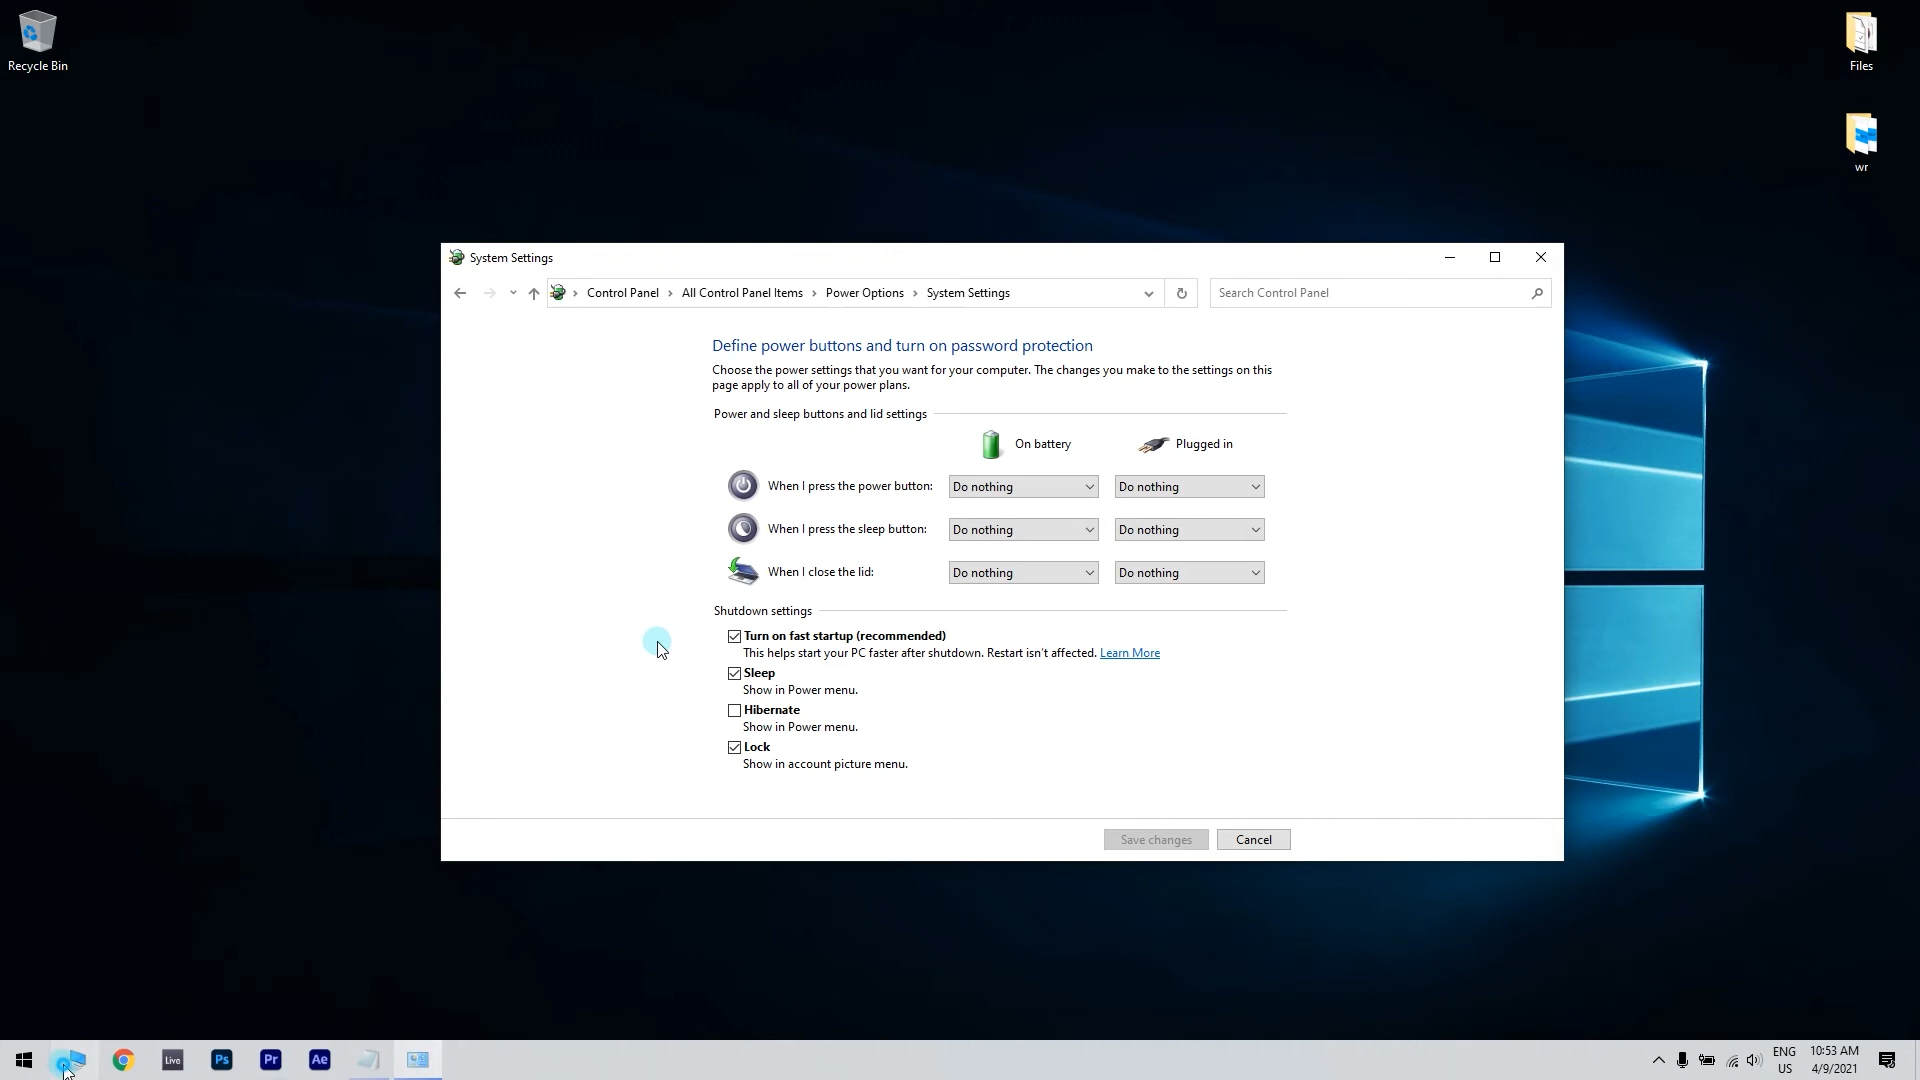 Recycle Bin
Files
wr
System Settings
Control Panel > All Control Panel Items > Power Options > System Settings
Search Control Panel
Define power buttons and turn on password protection
Choose the power settings that you want for your computer. The changes you make to the settings on this
page apply to all of your power plans.
Power and sleep buttons and lid settings
On battery Plugged in
When I press the power button: Do nothing Do nothing
When I press the sleep button: Do nothing Do nothing
When I close the lid: Do nothing Do nothing
Shutdown settings
Turn on fast startup (recommended)
This helps start your PC faster after shutdown. Restart isn't affected. Learn More
Sleep
Show in Power menu.
Hibernate
Show in Power menu.
Lock
Show in account picture menu.
Save changes Cancel
Live Ps Pr Ae
ENG
US
10:53 AM
4/9/2021